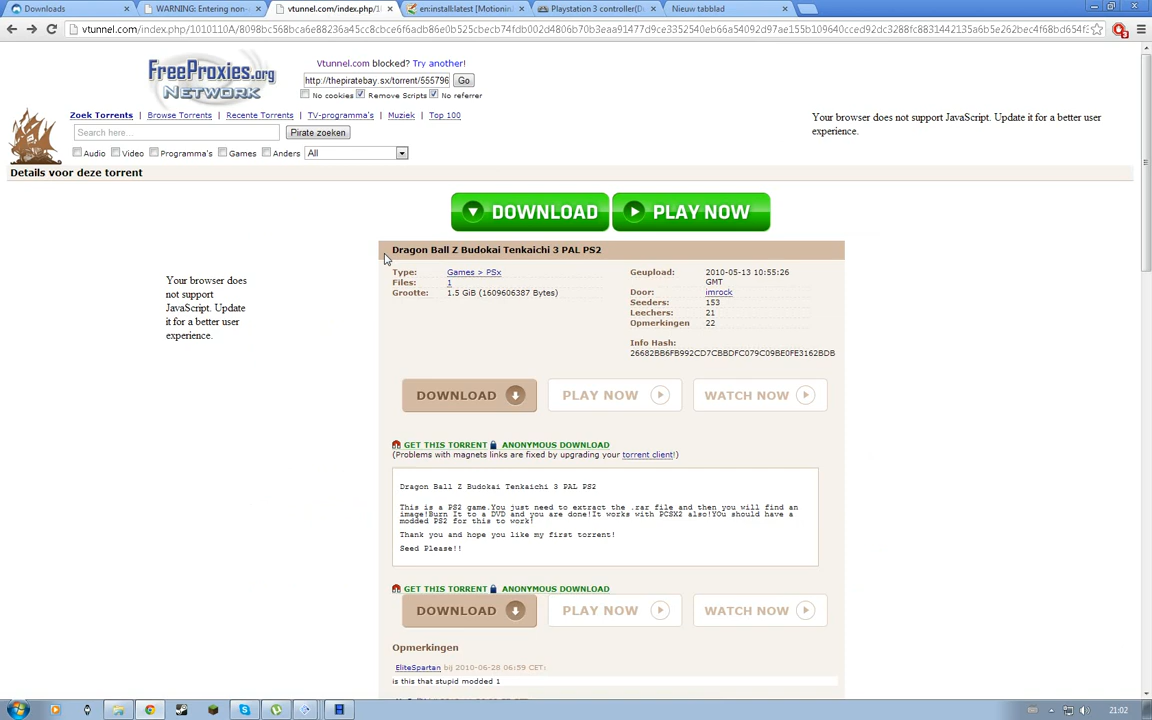 Downloads
WARNING: Entering non-
vtunnel.com/index.php/1
en:install:latest [Motionin
Playstation 3 controller(D
Nieuw tabblad
vtunnel.com/index.php/1010110A/
FreeProxies.org
NETWORK
Vtunnel.com blocked? Try another!
http://thepiratebay.sx/torrent/555796 Go
No cookies Remove Scripts No referrer
Zoek Torrents | Browse Torrents | Recente Torrents | TV-programma's | Muziek | Top 100
Search here... Pirate zoeken
Audio Video Programma's Games Anders All
Your browser does not support JavaScript. Update it for a better user
experience.
Details voor deze torrent
DOWNLOAD PLAY NOW
Dragon Ball Z Budokai Tenkaichi 3 PAL PS2
Your browser does
not support
JavaScript. Update
it for a better user
experience.
Type: Games > PSx
Files: 1
Grootte: 1.5 GiB (1609606387 Bytes)
Geupload: 2010-05-13 10:55:26
GMT
Door: imrock
Seeders: 153
Leechers: 21
Opmerkingen 22
Info Hash:
26682BB6FB992CD7CBBDFC079C09BE0FE3162BDB
DOWNLOAD PLAY NOW WATCH NOW
GET THIS TORRENT ANONYMOUS DOWNLOAD
(Problems with magnets links are fixed by upgrading your torrent client!)
Dragon Ball Z Budokai Tenkaichi 3 PAL PS2
This is a PS2 game.You just need to extract the .rar file and then you will find an
image!Burn It to a DVD and you are done!It works with PCSX2 also!YOu should have a
modded PS2 for this to work!
Thank you and hope you like my first torrent!
Seed Please!!
GET THIS TORRENT ANONYMOUS DOWNLOAD
DOWNLOAD PLAY NOW WATCH NOW
Opmerkingen
EliteSpartan bij 2010-06-28 06:59 CET:
is this that stupid modded 1
21:02